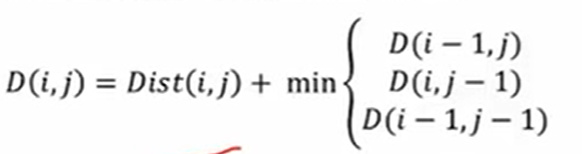 D(i − 1, j)
D(i, j) = Dist(i, j) + min { D(i, j − 1)
D(i − 1, j − 1)